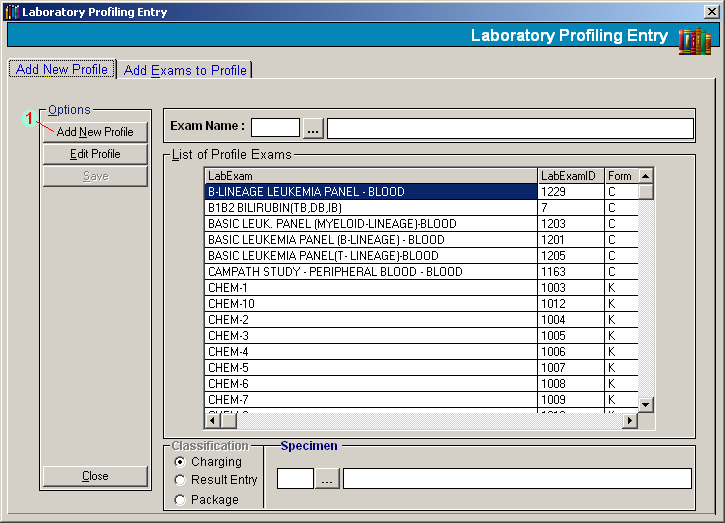 Laboratory Profiling Entry
Laboratory Profiling Entry
Add New Profile Add Exams to Profile
Options
1
Add New Profile
Edit Profile
Save
Close
Exam Name : ...
List of Profile Exams
LabExam LabExamID Form
B-LINEAGE LEUKEMIA PANEL - BLOOD 1229 C
B1B2 BILIRUBIN(TB,DB,IB) 7 C
BASIC LEUK. PANEL (MYELOID-LINEAGE)-BLOOD 1203 C
BASIC LEUKEMIA PANEL (B-LINEAGE) - BLOOD 1201 C
BASIC LEUKEMIA PANEL(T- LINEAGE)-BLOOD 1205 C
CAMPATH STUDY - PERIPHERAL BLOOD - BLOOD 1163 C
CHEM-1 1003 K
CHEM-10 1012 K
CHEM-2 1004 K
CHEM-3 1005 K
CHEM-4 1006 K
CHEM-5 1007 K
CHEM-6 1008 K
CHEM-7 1009 K
Classification
Charging
Result Entry
Package
Specimen
...